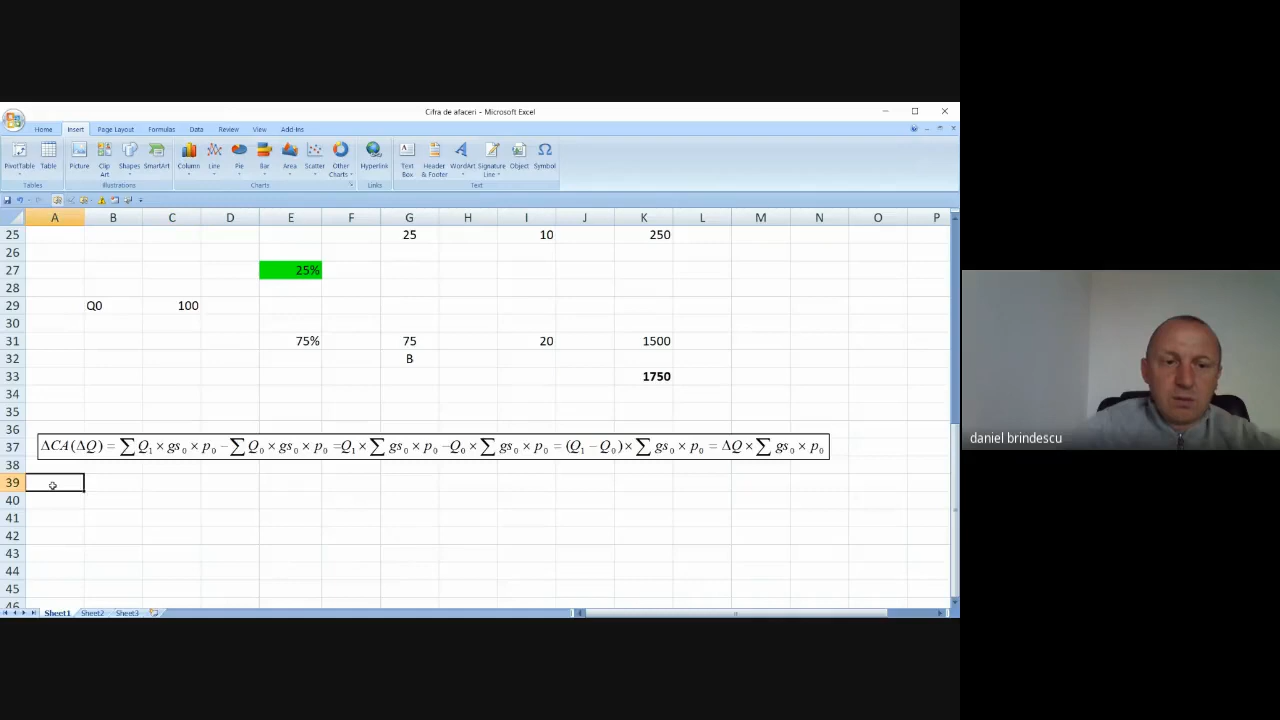 Cifra de afaceri - Microsoft Excel
Home Insert Page Layout Formulas Data Review View Add-Ins
PivotTable Table Picture Clip Art Shapes SmartArt Column Line Pie Bar Area Scatter Other Charts Hyperlink Text Box Header & Footer WordArt Signature Line Object Symbol
Tables Illustrations Charts Links Text
A B C D E F G H I J K L M N O P
25 25 10 250
26
27 25%
28
29 Q0 100
30
31 75% 75 20 1500
32 B
33 1750
34
35
36
37 ΔCA(ΔQ) = ∑ Q₁ × gs₀ × p₀ − ∑ Q₀ × gs₀ × p₀ =Q₁ × ∑ gs₀ × p₀ −Q₀ × ∑ gs₀ × p₀ = (Q₁ − Q₀) × ∑ gs₀ × p₀ = ΔQ × ∑ gs₀ × p₀
38
39
40
41
42
43
44
45
46
Sheet1 Sheet2 Sheet3
daniel brindescu